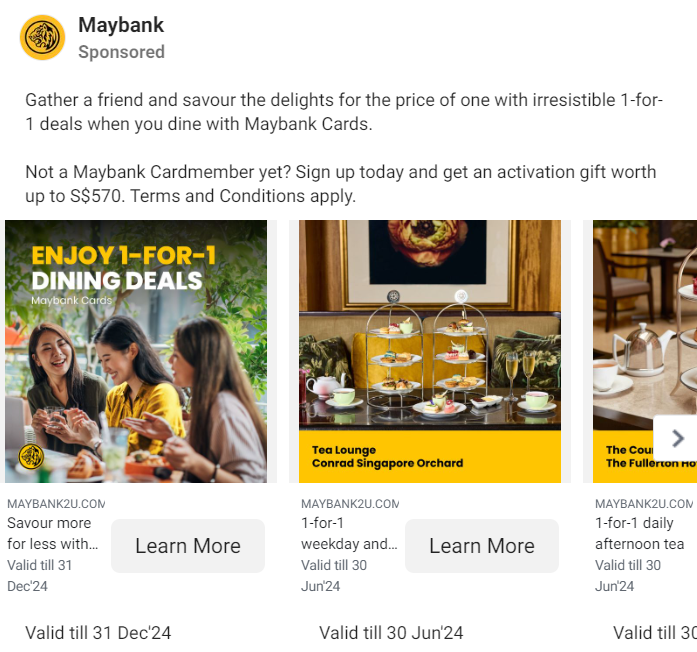 Maybank
Sponsored
Gather a friend and savour the delights for the price of one with irresistible 1-for-
1 deals when you dine with Maybank Cards.
Not a Maybank Cardmember yet? Sign up today and get an activation gift worth
up to S$570. Terms and Conditions apply.
ENJOY 1-FOR-1
DINING DEALS
Maybank Cards
Tea Lounge
Conrad Singapore Orchard
The Cour
The Fullerton Ho
MAYBANK2U.COM
Savour more
for less with...
Valid till 31
Dec'24
Learn More
Valid till 31 Dec'24
MAYBANK2U.COM
1-for-1
weekday and...
Valid till 30
Jun'24
Learn More
Valid till 30 Jun'24
MAYBANK2U.COM
1-for-1 daily
afternoon tea
Valid till 30
Jun'24
Valid till 30